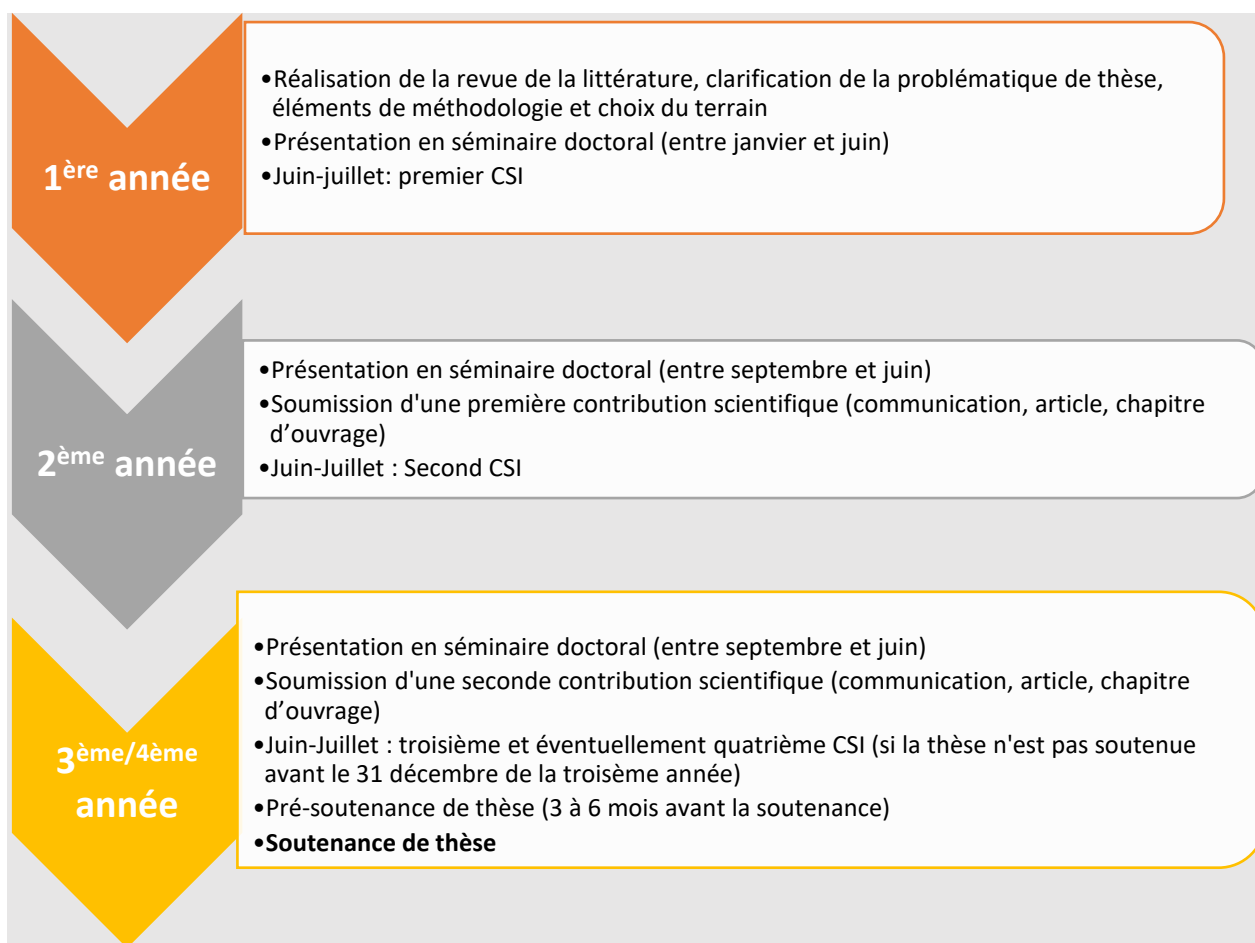 1ère année
•Réalisation de la revue de la littérature, clarification de la problématique de thèse,
éléments de méthodologie et choix du terrain
•Présentation en séminaire doctoral (entre janvier et juin)
•Juin-juillet: premier CSI
2ème année
•Présentation en séminaire doctoral (entre septembre et juin)
•Soumission d'une première contribution scientifique (communication, article, chapitre
d’ouvrage)
•Juin-Juillet : Second CSI
3ème/4ème
année
•Présentation en séminaire doctoral (entre septembre et juin)
•Soumission d'une seconde contribution scientifique (communication, article, chapitre
d’ouvrage)
•Juin-Juillet : troisième et éventuellement quatrième CSI (si la thèse n'est pas soutenue
avant le 31 décembre de la troisème année)
•Pré-soutenance de thèse (3 à 6 mois avant la soutenance)
•Soutenance de thèse